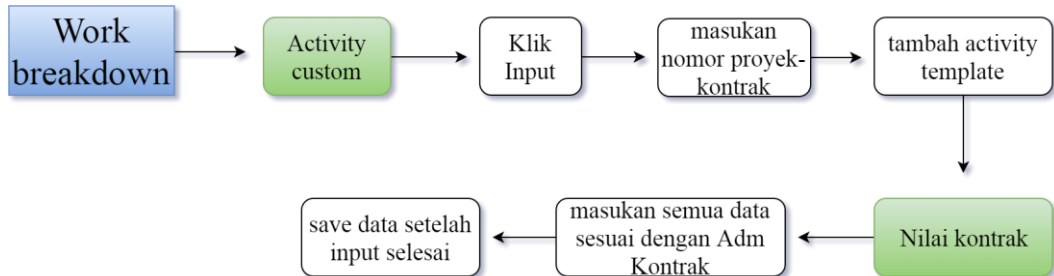 Work
breakdown
Activity
custom
Klik
Input
masukan
nomor proyek-
kontrak
tambah activity
template
Nilai kontrak
masukan semua data
sesuai dengan Adm
Kontrak
save data setelah
input selesai